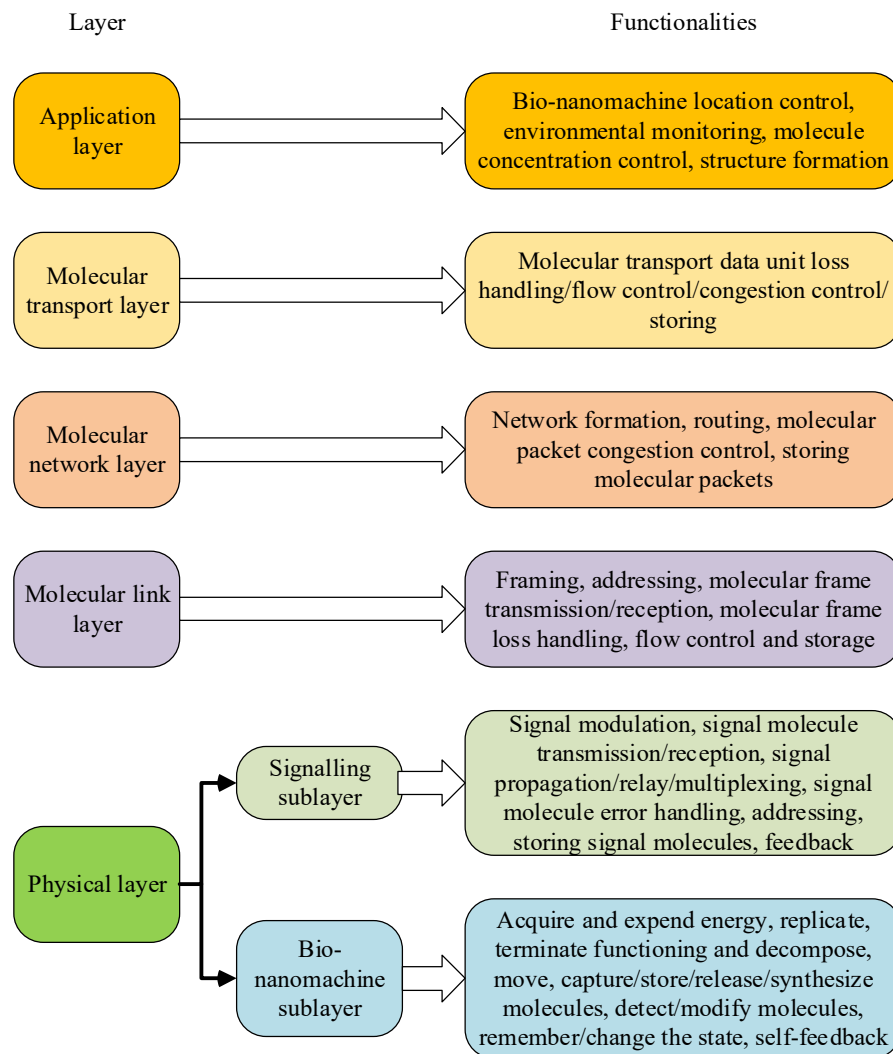 Layer
Functionalities
Application
layer
Bio-nanomachine location control,
environmental monitoring, molecule
concentration control, structure formation
Molecular
transport layer
Molecular transport data unit loss
handling/flow control/congestion control/
storing
Molecular
network layer
Network formation, routing, molecular
packet congestion control, storing
molecular packets
Molecular link
layer
Framing, addressing, molecular frame
transmission/reception, molecular frame
loss handling, flow control and storage
Physical layer
Signalling
sublayer
Signal modulation, signal molecule
transmission/reception, signal
propagation/relay/multiplexing, signal
molecule error handling, addressing,
storing signal molecules, feedback
Bio-
nanomachine
sublayer
Acquire and expend energy, replicate,
terminate functioning and decompose,
move, capture/store/release/synthesize
molecules, detect/modify molecules,
remember/change the state, self-feedback